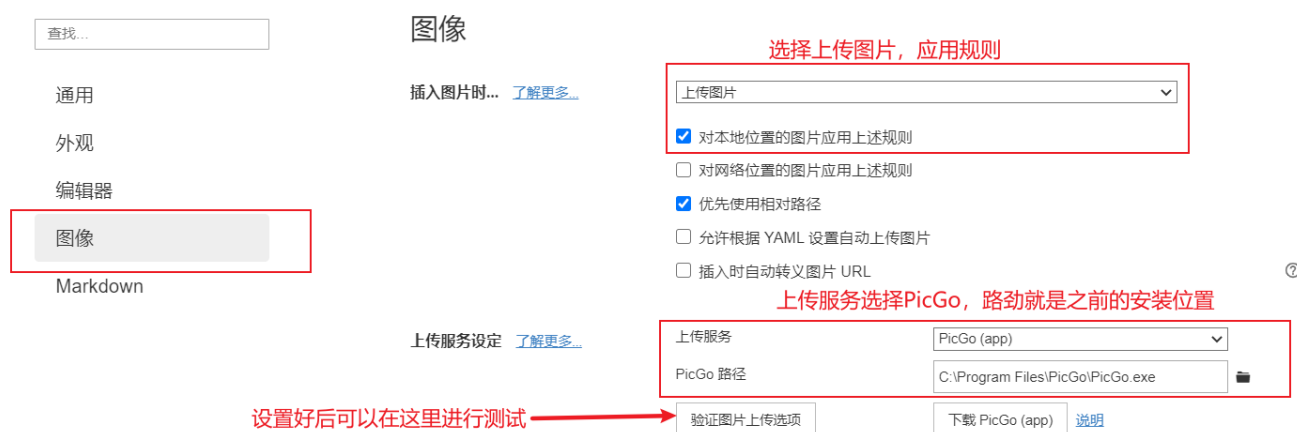 查找...
通用
外观
编辑器
图像
Markdown
图像
选择上传图片，应用规则
插入图片时... 了解更多...
上传图片
对本地位置的图片应用上述规则
对网络位置的图片应用上述规则
优先使用相对路径
允许根据 YAML 设置自动上传图片
插入时自动转义图片 URL
?
上传服务选择PicGo，路劲就是之前的安装位置
上传服务设定 了解更多...
上传服务 PicGo (app)
PicGo 路径 C:\Program Files\PicGo\PicGo.exe
设置好后可以在这里进行测试
验证图片上传选项 下载 PicGo (app) 说明